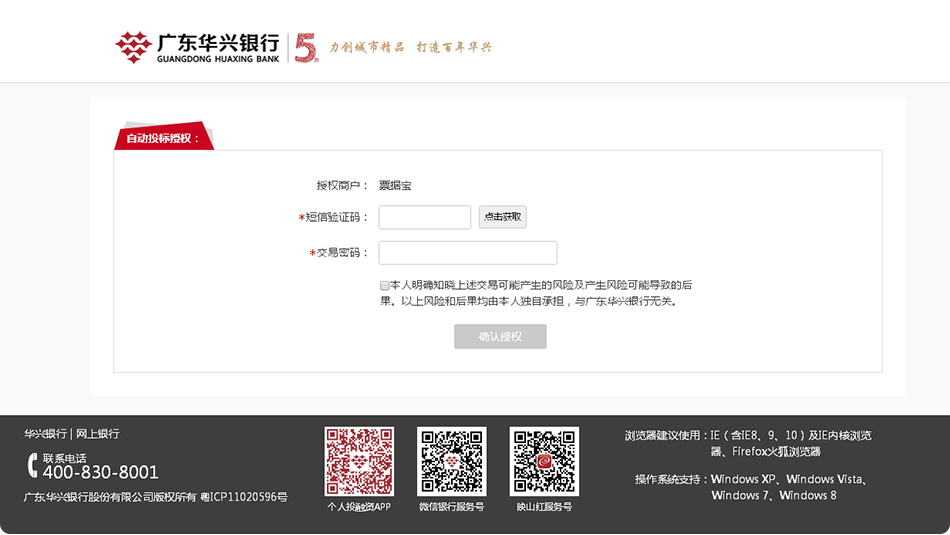 广东华兴银行
GUANGDONG HUAXING BANK
5
力创城市精品 打造百年华兴
自动投标授权：
授权商户： 票据宝
*短信验证码： 点击获取
*交易密码：
本人明确知晓上述交易可能产生的风险及产生风险可能导致的后
果。以上风险和后果均由本人独自承担，与广东华兴银行无关。
确认授权
华兴银行 | 网上银行
联系电话
400-830-8001
广东华兴银行股份有限公司版权所有 粤ICP11020596号
个人投融资APP
微信银行服务号
映山红服务号
浏览器建议使用：IE（含IE8、9、10）及IE内核浏览
器、Firefox火狐浏览器
操作系统支持：Windows XP、Windows Vista、
Windows 7、Windows 8